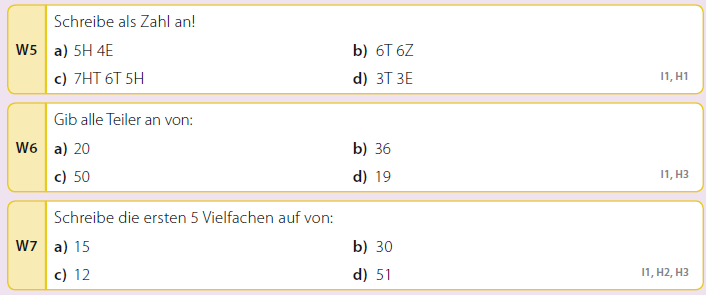 Schreibe als Zahl an!
W5 a) 5H 4E b) 6T 6Z
c) 7HT 6T 5H d) 3T 3E I1, H1
Gib alle Teiler an von:
W6 a) 20 b) 36
c) 50 d) 19 I1, H3
Schreibe die ersten 5 Vielfachen auf von:
W7 a) 15 b) 30
c) 12 d) 51 I1, H2, H3